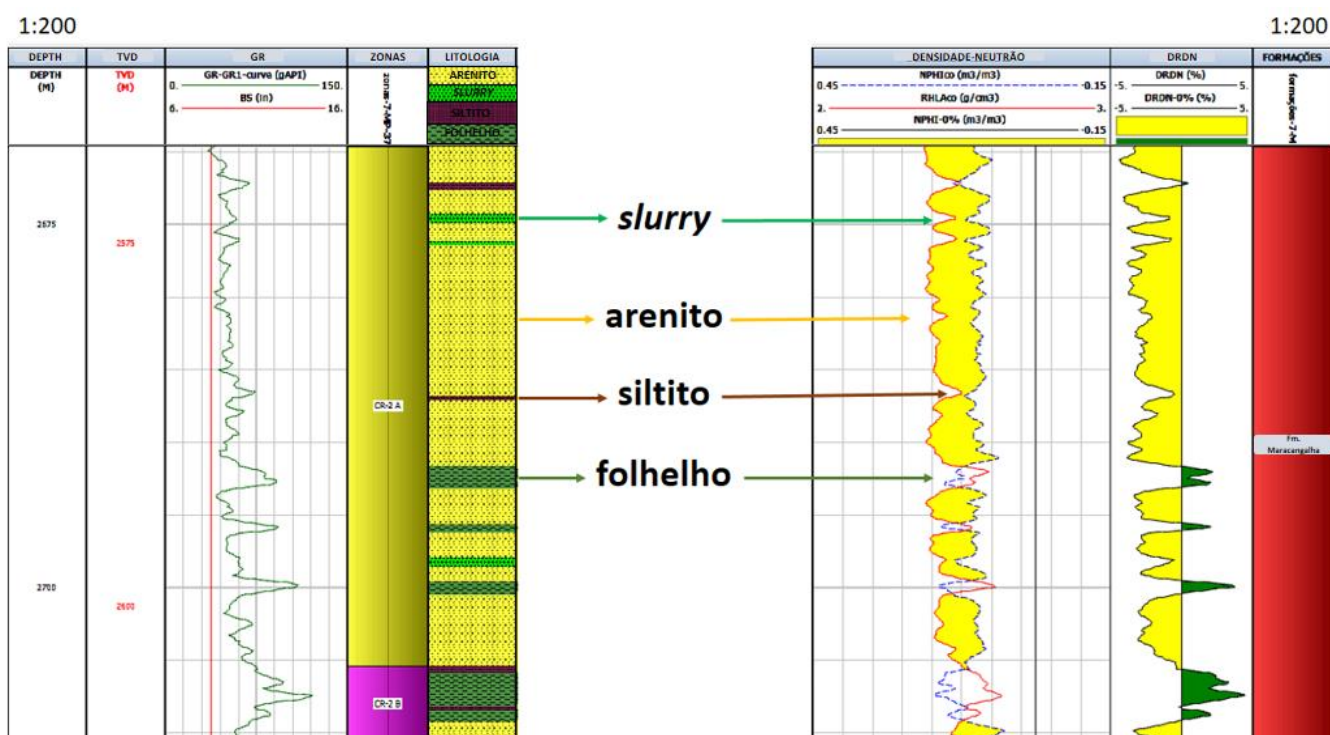 1:200
1:200
DEPTH TVD GR ZONAS LITOLOGIA
DENSIDADE-NEUTRÃO DRDN FORMAÇÕES
DEPTH
(M)
TVD
(M)
GR-GR1-curva (gAPI)
0. 150.
BS (in)
6. 16.
ARENITO
SLURRY
SILTITO
FOLHELHO
NPHIco (m3/m3)
0.45 -0.15
RHLAco (g/cm3)
2. 3.
NPHI-0% (m3/m3)
0.45 -0.15
DRDN (%)
-5. 5.
DRDN-0% (%)
-5. 5.
2675
2575
slurry
arenito
siltito
CR-2 A
Fm.
Maracangalha
folhelho
2700
2600
CR-2 B